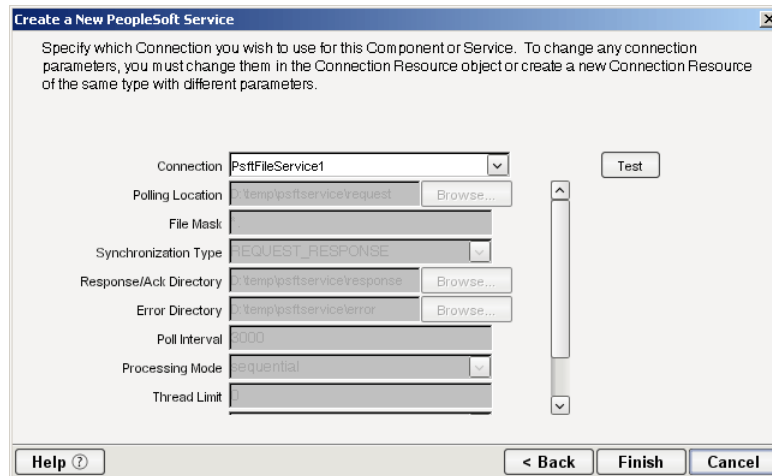 Create a New PeopleSoft Service
Specify which Connection you wish to use for this Component or Service. To change any connection
parameters, you must change them in the Connection Resource object or create a new Connection Resource
of the same type with different parameters.
Connection PsftFileService1 Test
Polling Location D:\temp\psftservice\request Browse...
File Mask
Synchronization Type REQUEST_RESPONSE
Response/Ack Directory D:\temp\psftservice\response Browse...
Error Directory D:\temp\psftservice\error Browse...
Poll Interval 3000
Processing Mode sequential
Thread Limit 0
Help ? < Back Finish Cancel